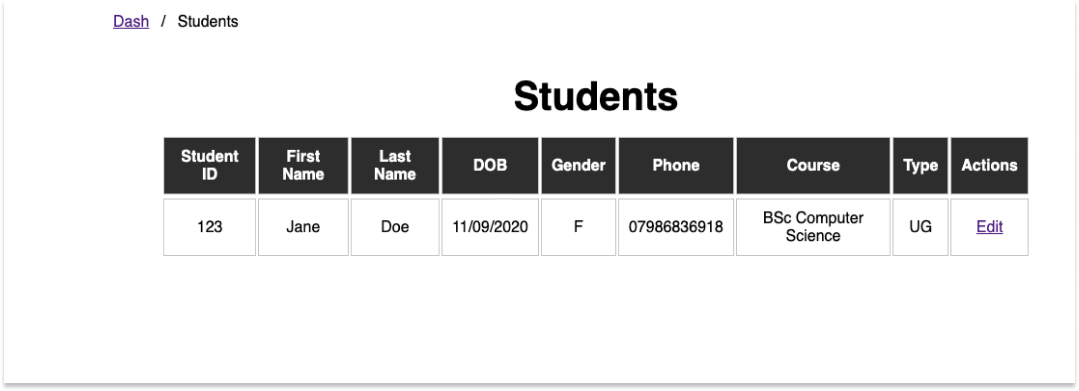 Dash / Students
Students
Student ID First Name Last Name DOB Gender Phone Course Type Actions
123 Jane Doe 11/09/2020 F 07986836918 BSc Computer Science UG Edit